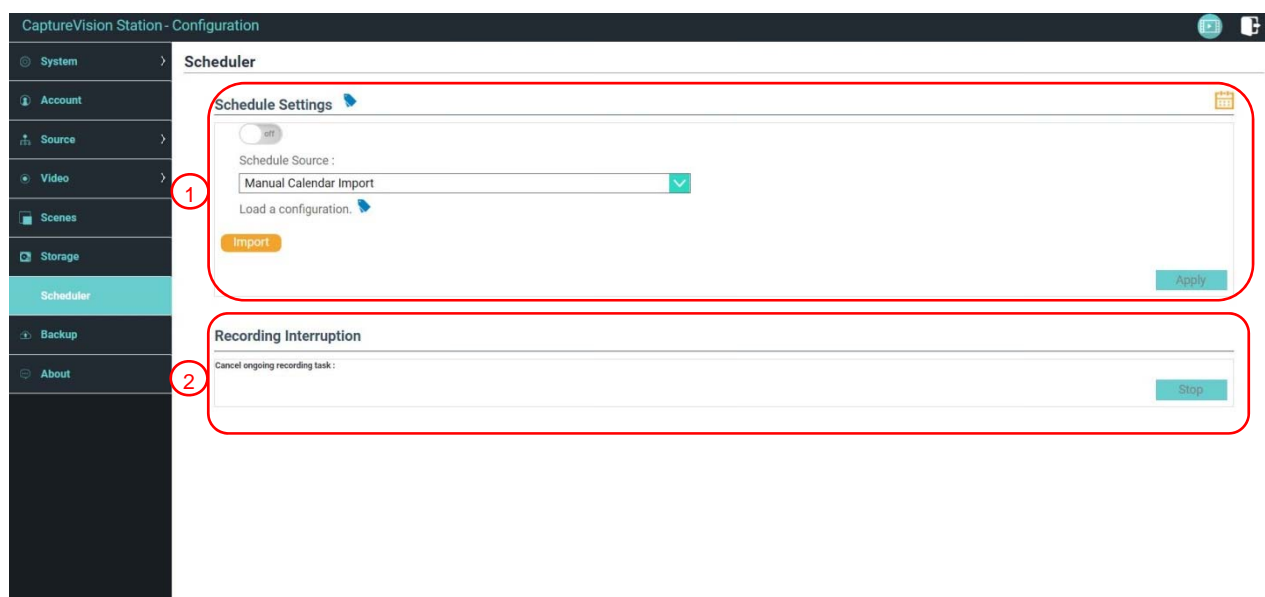 CaptureVision Station - Configuration
System
Account
Source
Video
Scenes
Storage
Scheduler
Backup
About
Scheduler
1
Schedule Settings
off
Schedule Source :
Manual Calendar Import
Load a configuration.
Import
Apply
2
Recording Interruption
Cancel ongoing recording task :
Stop